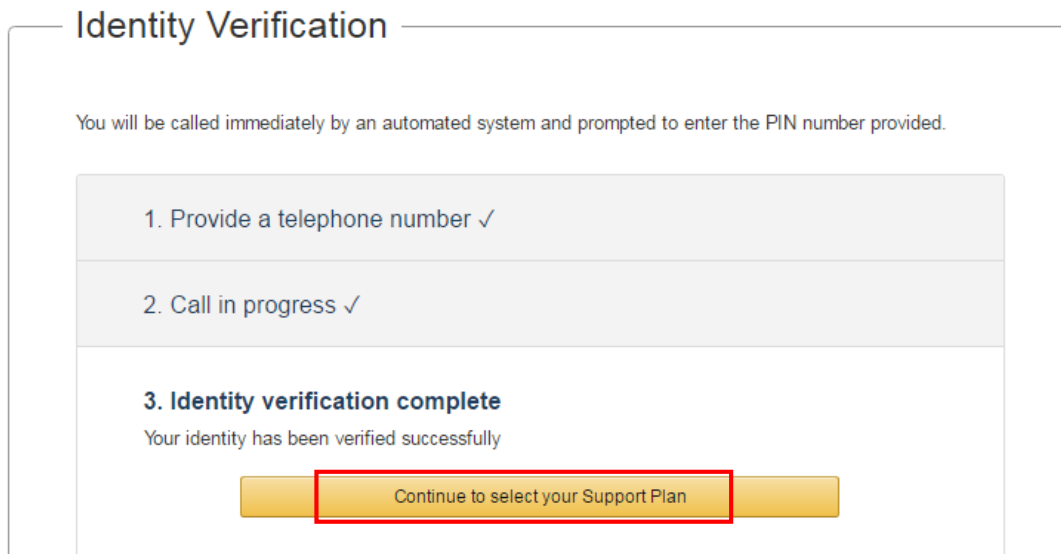 Identity Verification
You will be called immediately by an automated system and prompted to enter the PIN number provided.
1. Provide a telephone number ✓
2. Call in progress ✓
3. Identity verification complete
Your identity has been verified successfully
Continue to select your Support Plan